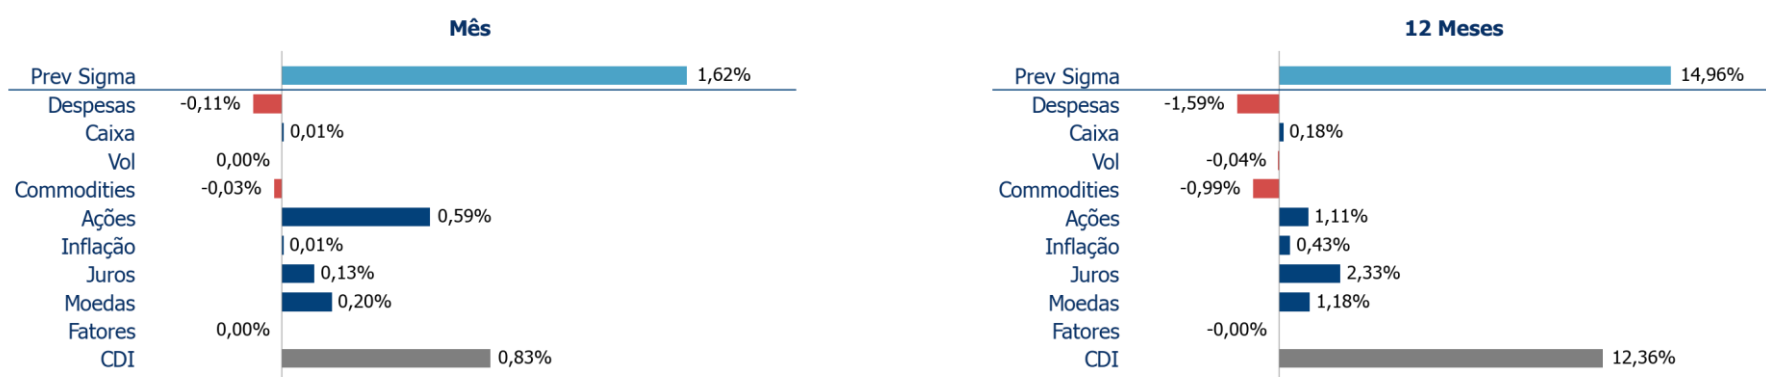 Mês
Prev Sigma 1,62%
Despesas -0,11%
Caixa 0,01%
Vol 0,00%
Commodities -0,03%
Ações 0,59%
Inflação 0,01%
Juros 0,13%
Moedas 0,20%
Fatores 0,00%
CDI 0,83%
12 Meses
Prev Sigma 14,96%
Despesas -1,59%
Caixa 0,18%
Vol -0,04%
Commodities -0,99%
Ações 1,11%
Inflação 0,43%
Juros 2,33%
Moedas 1,18%
Fatores -0,00%
CDI 12,36%